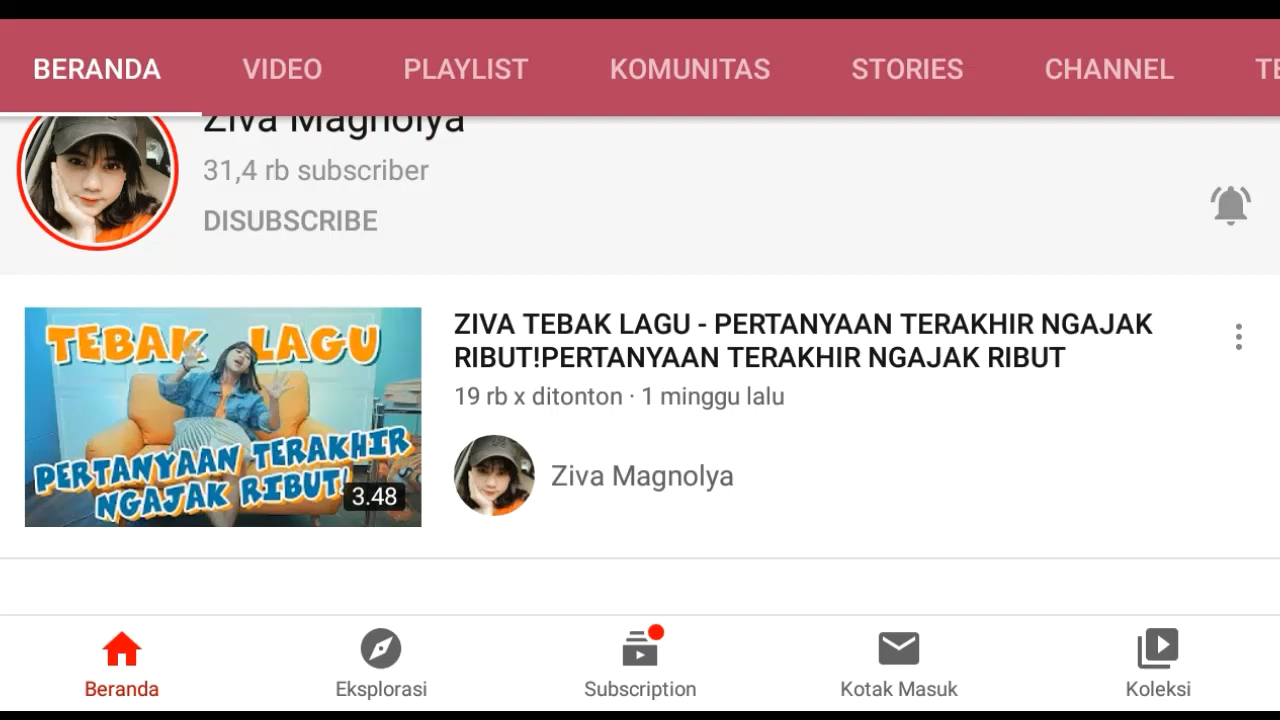 BERANDA VIDEO PLAYLIST KOMUNITAS STORIES CHANNEL
Ziva Magnolya
31,4 rb subscriber
DISUBSCRIBE
TEBAK LAGU
PERTANYAAN TERAKHIR
NGAJAK RIBUT!
3.48
ZIVA TEBAK LAGU - PERTANYAAN TERAKHIR NGAJAK
RIBUT!PERTANYAAN TERAKHIR NGAJAK RIBUT
19 rb x ditonton · 1 minggu lalu
Ziva Magnolya
Beranda Eksplorasi Subscription Kotak Masuk Koleksi